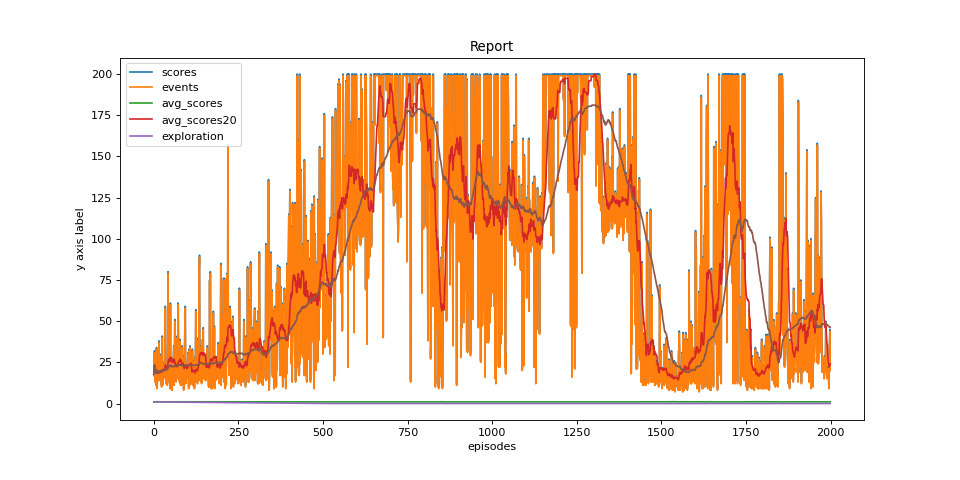 Report
scores
events
avg_scores
avg_scores20
exploration
y axis label
200
175
150
125
100
75
50
25
0
0 250 500 750 1000 1250 1500 1750 2000
episodes